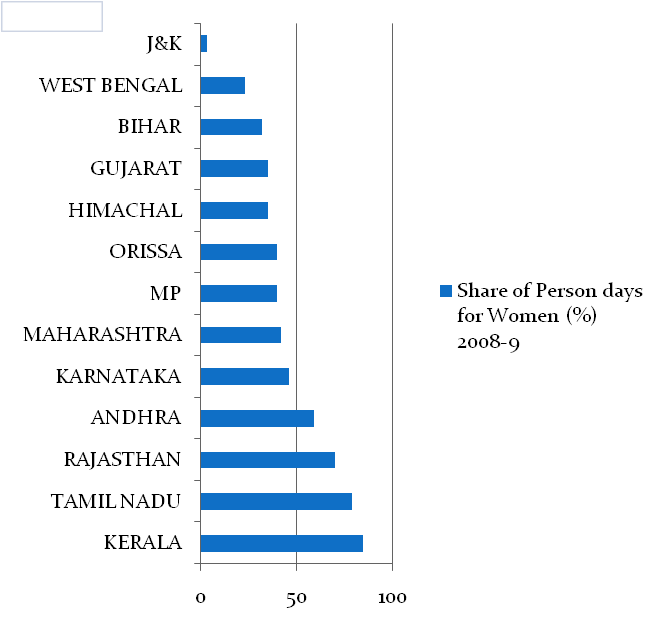 J&K
WEST BENGAL
BIHAR
GUJARAT
HIMACHAL
ORISSA
MP
MAHARASHTRA
KARNATAKA
ANDHRA
RAJASTHAN
TAMIL NADU
KERALA
0 50 100
Share of Person days
for Women (%)
2008-9